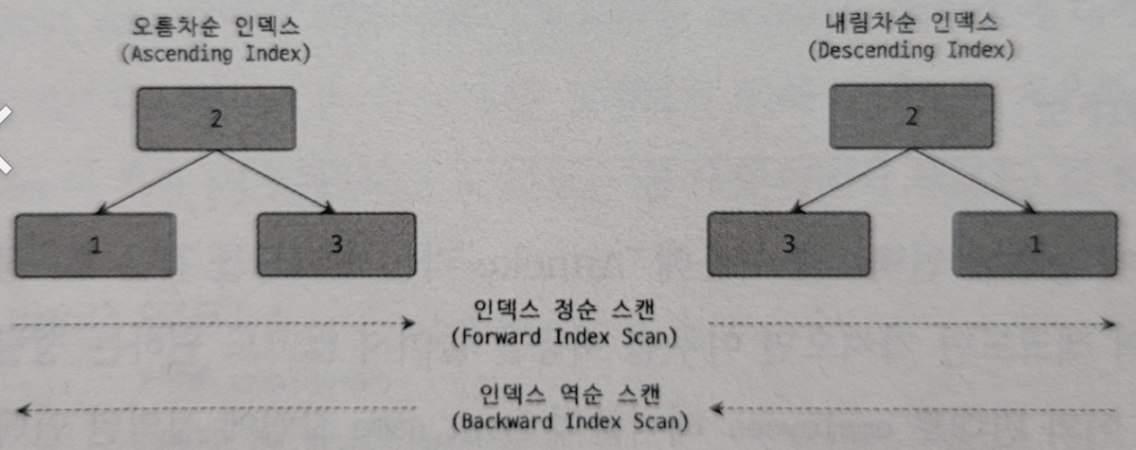 오름차순 인덱스
(Ascending Index)
2
1
3
내림차순 인덱스
(Descending Index)
2
3
1
인덱스 정순 스캔
(Forward Index Scan)
인덱스 역순 스캔
(Backward Index Scan)